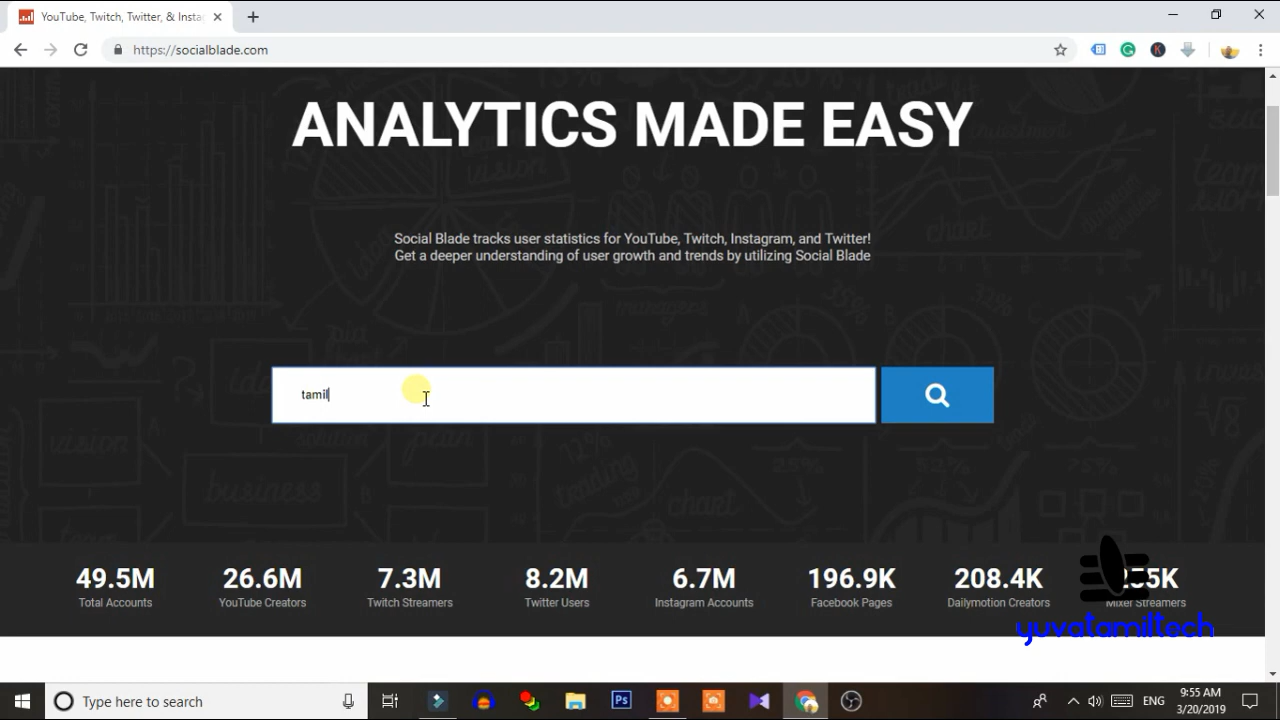 YouTube, Twitch, Twitter, & Insta
https://socialblade.com
ANALYTICS MADE EASY
Social Blade tracks user statistics for YouTube, Twitch, Instagram, and Twitter!
Get a deeper understanding of user growth and trends by utilizing Social Blade
tamil
49.5M
26.6M
7.3M
8.2M
6.7M
196.9K
208.4K
Total Accounts
YouTube Creators
Twitch Streamers
Twitter Users
Instagram Accounts
Facebook Pages
Dailymotion Creators
Mixer Streamers
yuvatamiltech
Type here to search
Ps
ENG
9:55 AM
3/20/2019